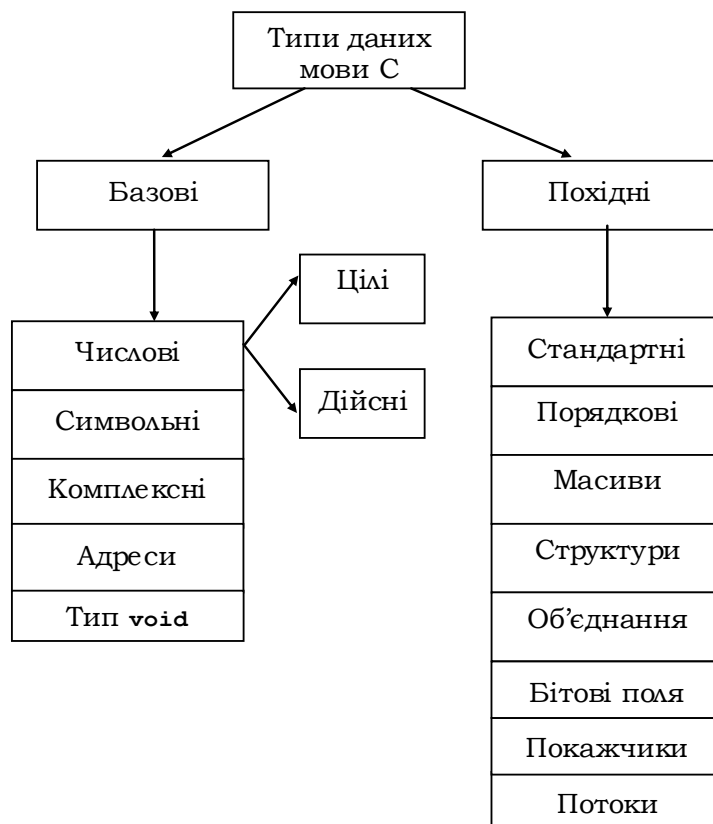 Типи даних
мови С
Базові
Похідні
Цілі
Дійсні
Числові
Символьні
Комплексні
Адреси
Тип void
Стандартні
Порядкові
Масиви
Структури
Об’єднання
Бітові поля
Покажчики
Потоки